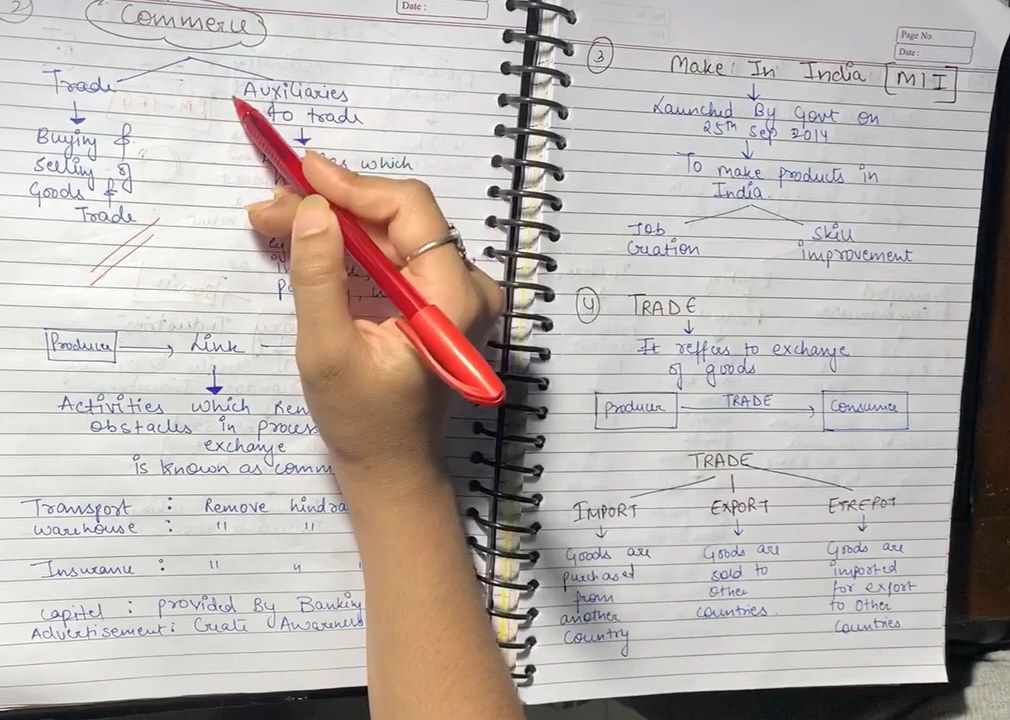 2
Commerce
Date :
Trade
Auxiliaries
to trade
Buying &
selling of
Goods &
Trade
which
Producer
Link
Activities which Rem
obstacles in process
exchange
is known as comm
Transport : Remove hindra
warehouse : " "
Insurance : " "
Capital : provided By Banking
Advertisement : Create Awareness
Page No.
Date :
3
Make In India [MII]
Launched By Govt on
25th Sep 2014
To make products in
India.
Job
Creation
Skill
improvement
4
TRADE
It reffers to exchange
of goods
Producer
TRADE
Consumer
TRADE
IMPORT
EXPORT
ETREPOT
Goods are
purchased
from
another
Country
Goods are
sold to
other
countries.
Goods are
imported
for export
to other
Countries